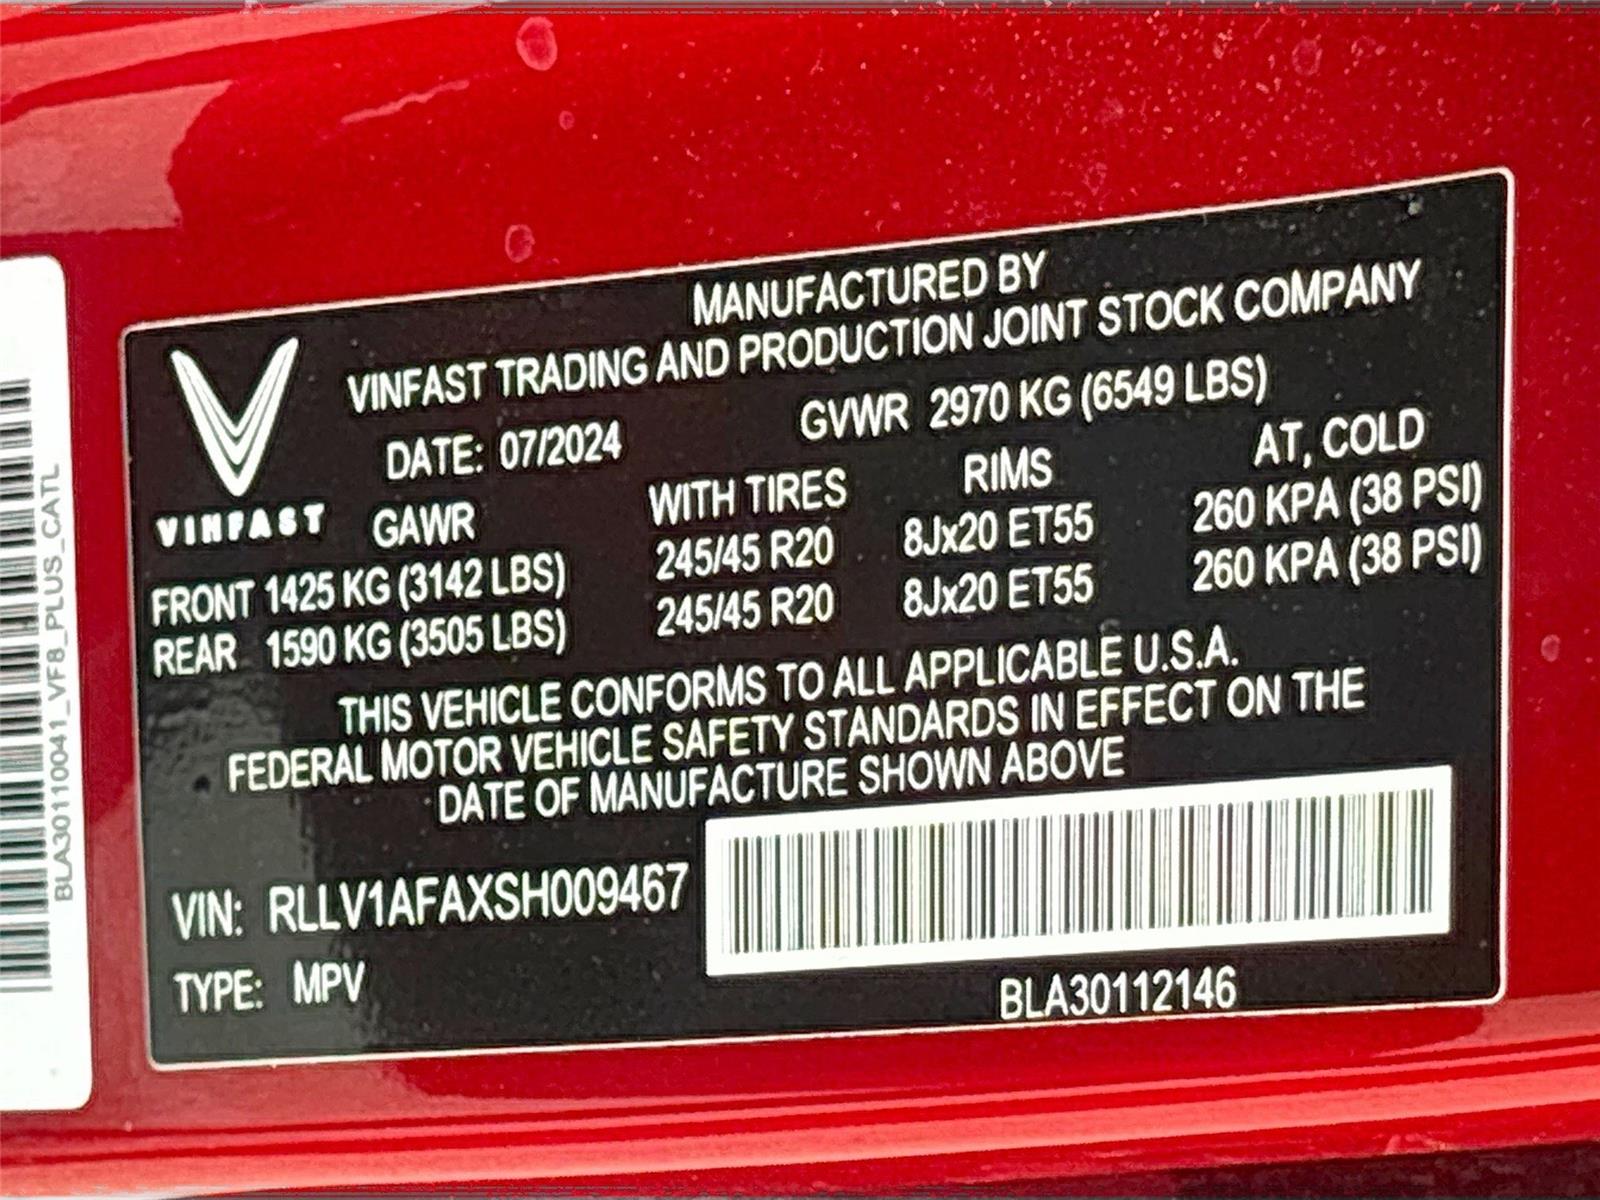 MANUFACTURED BY
VINFAST TRADING AND PRODUCTION JOINT STOCK COMPANY
DATE: 07/2024 GVWR 2970 KG (6549 LBS)
VINFAST
GAWR WITH TIRES RIMS AT, COLD
FRONT 1425 KG (3142 LBS) 245/45 R20 8Jx20 ET55 260 KPA (38 PSI)
REAR 1590 KG (3505 LBS) 245/45 R20 8Jx20 ET55 260 KPA (38 PSI)
THIS VEHICLE CONFORMS TO ALL APPLICABLE U.S.A.
FEDERAL MOTOR VEHICLE SAFETY STANDARDS IN EFFECT ON THE
DATE OF MANUFACTURE SHOWN ABOVE
VIN: RLLV1AFAXSH009467
TYPE: MPV
BLA30112146
BLA30110041_VF8_PLUS_CATL